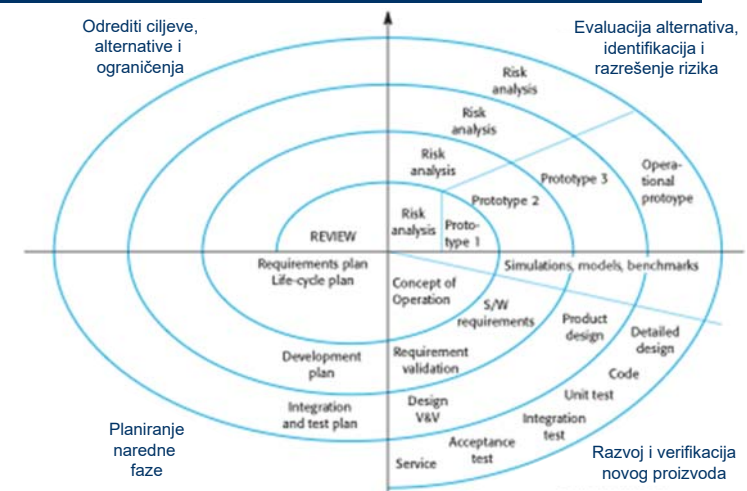 Odrediti ciljeve,
alternative i
ograničenja
Evaluacija alternativa,
identifikacija i
razrešenje rizika
Risk
analysis
Risk
analysis
Risk
analysis
Risk
analysis
Proto-
type 1
Prototype 2
Prototype 3
Opera-
tional
protoype
REVIEW
Requirements plan
Life-cycle plan
Development
plan
Integration
and test plan
Simulations, models, benchmarks
Concept of
Operation
S/W
requirements
Product
design
Detailed
design
Requirement
validation
Code
Unit test
Design
V&V
Integration
test
Acceptance
test
Service
Planiranje
naredne
faze
Razvoj i verifikacija
novog proizvoda